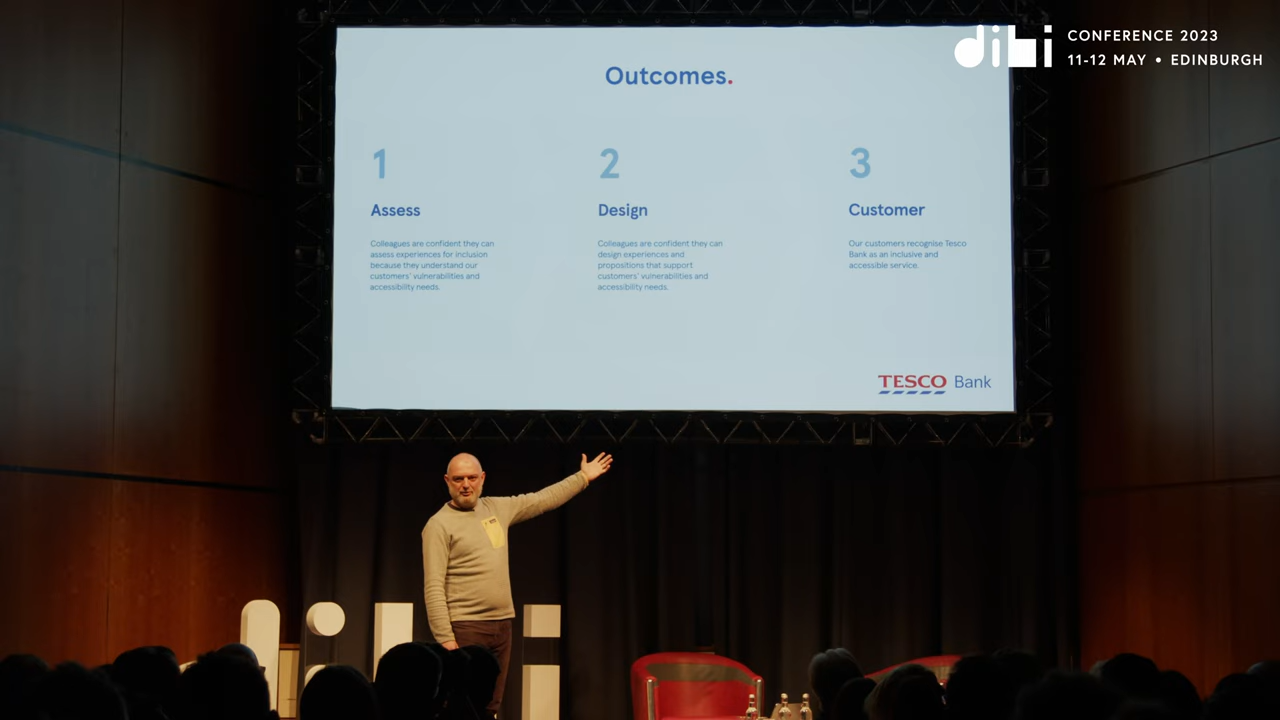 dibi
CONFERENCE 2023
11-12 MAY • EDINBURGH
Outcomes.
1
Assess
Colleagues are confident they can
assess experiences for inclusion
because they understand our
customers' vulnerabilities and
accessibility needs.
2
Design
Colleagues are confident they can
design experiences and
propositions that support
customers' vulnerabilities and
accessibility needs.
3
Customer
Our customers recognise Tesco
Bank as an inclusive and
accessible service.
TESCO Bank
dibi